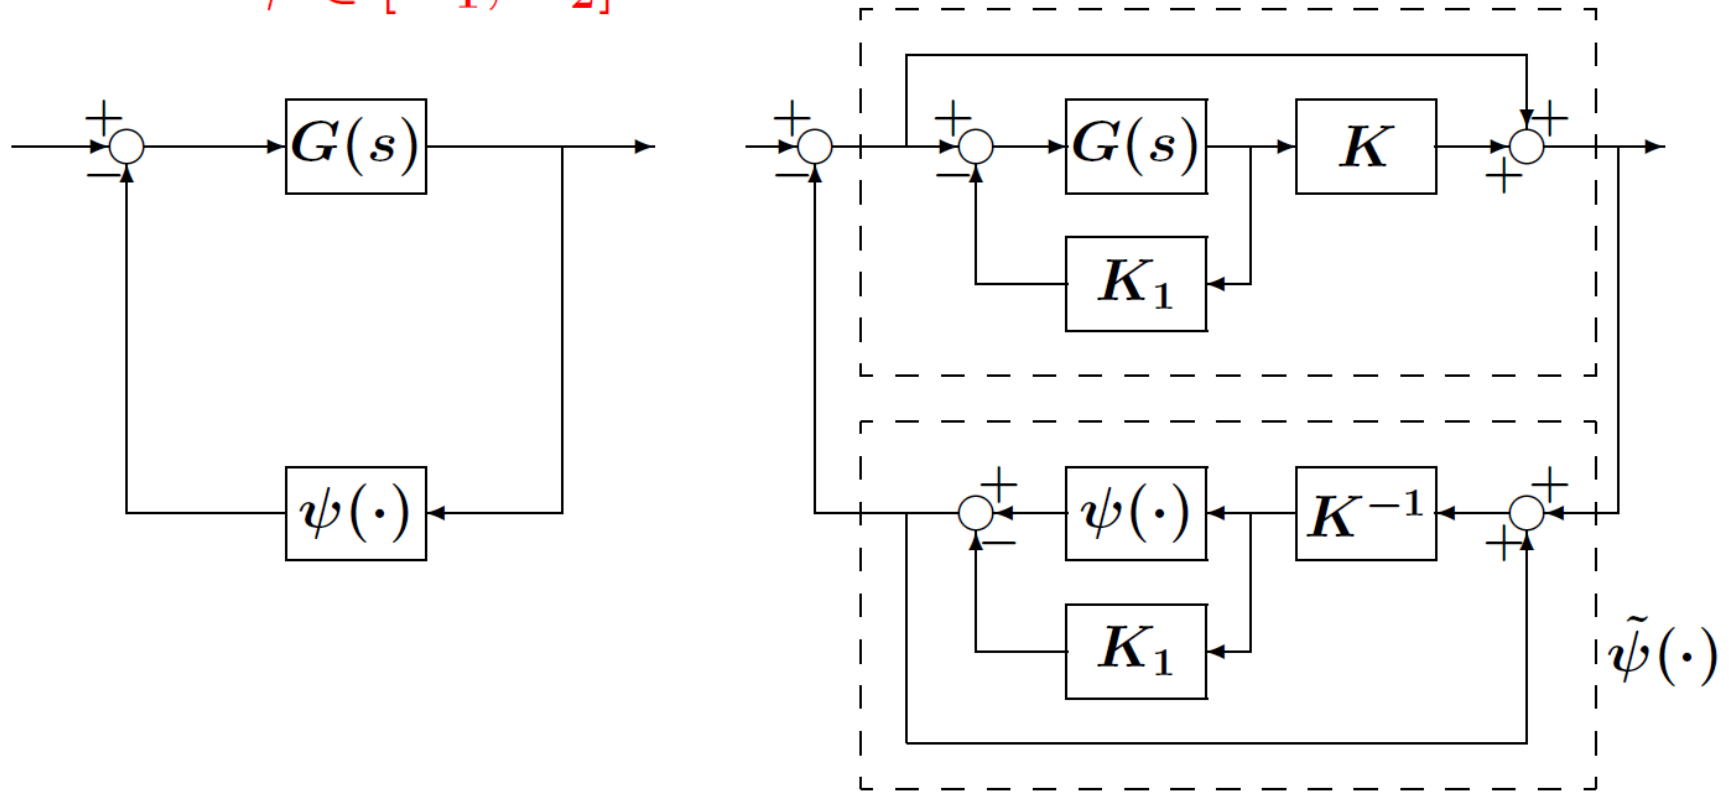 + G(s) + + G(s) K +
− − − +
K₁
+ +
ψ(·) ψ(·) K⁻¹
− +
K₁ ψ̃(·)